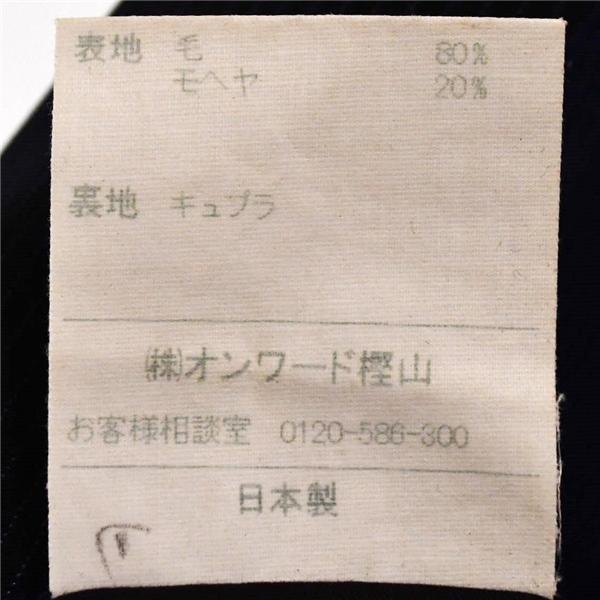 表地 毛 80%
モヘヤ 20%
裏地 キュプラ
㈱オンワード樫山
お客様相談室 0120-586-300
日本製